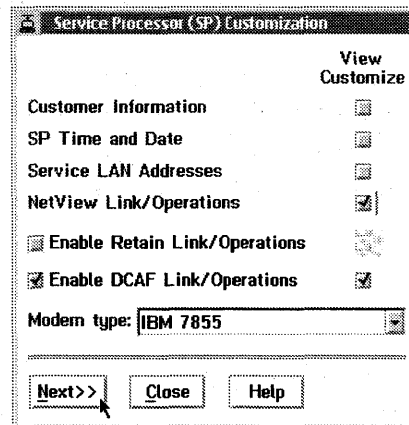 Service Processor (SP) Customization
View
Customize
Customer Information
SP Time and Date
Service LAN Addresses
NetView Link/Operations
Enable Retain Link/Operations
Enable DCAF Link/Operations
Modem type: IBM 7855
Next>> Close Help